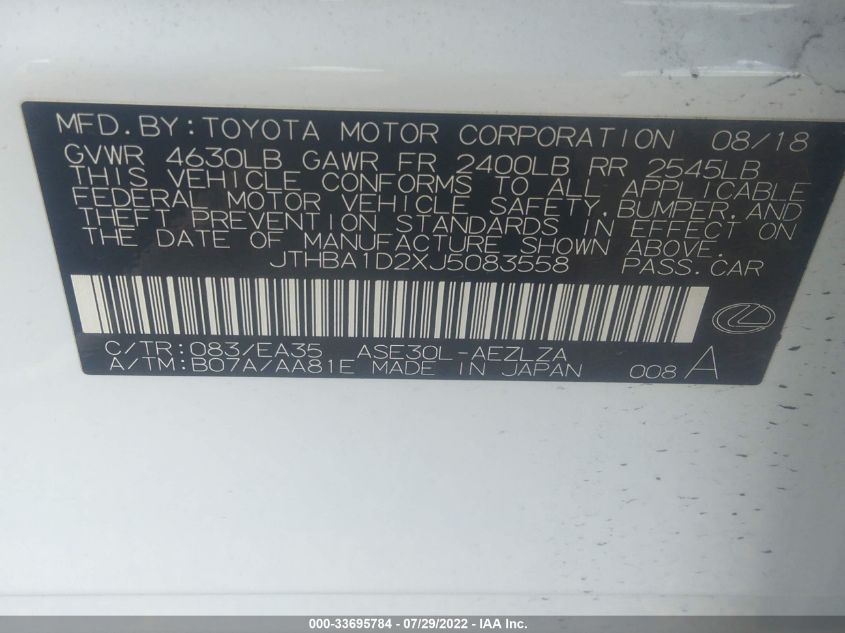 MFD. BY: TOYOTA MOTOR CORPORATION 08/18
GVWR 4630LB GAWR FR 2400LB RR 2545LB
THIS VEHICLE CONFORMS TO ALL APPLICABLE
FEDERAL MOTOR VEHICLE SAFETY, BUMPER, AND
THEFT PREVENTION STANDARDS IN EFFECT ON
THE DATE OF MANUFACTURE SHOWN ABOVE.
JTHBA1D2XJ5083558 PASS. CAR
C/TR: 083/EA35 ASE30L-AEZLZA
A/TM: B07A/AA81E MADE IN JAPAN 008 A
000-33695784 / 07/29/2022 - IAA Inc.